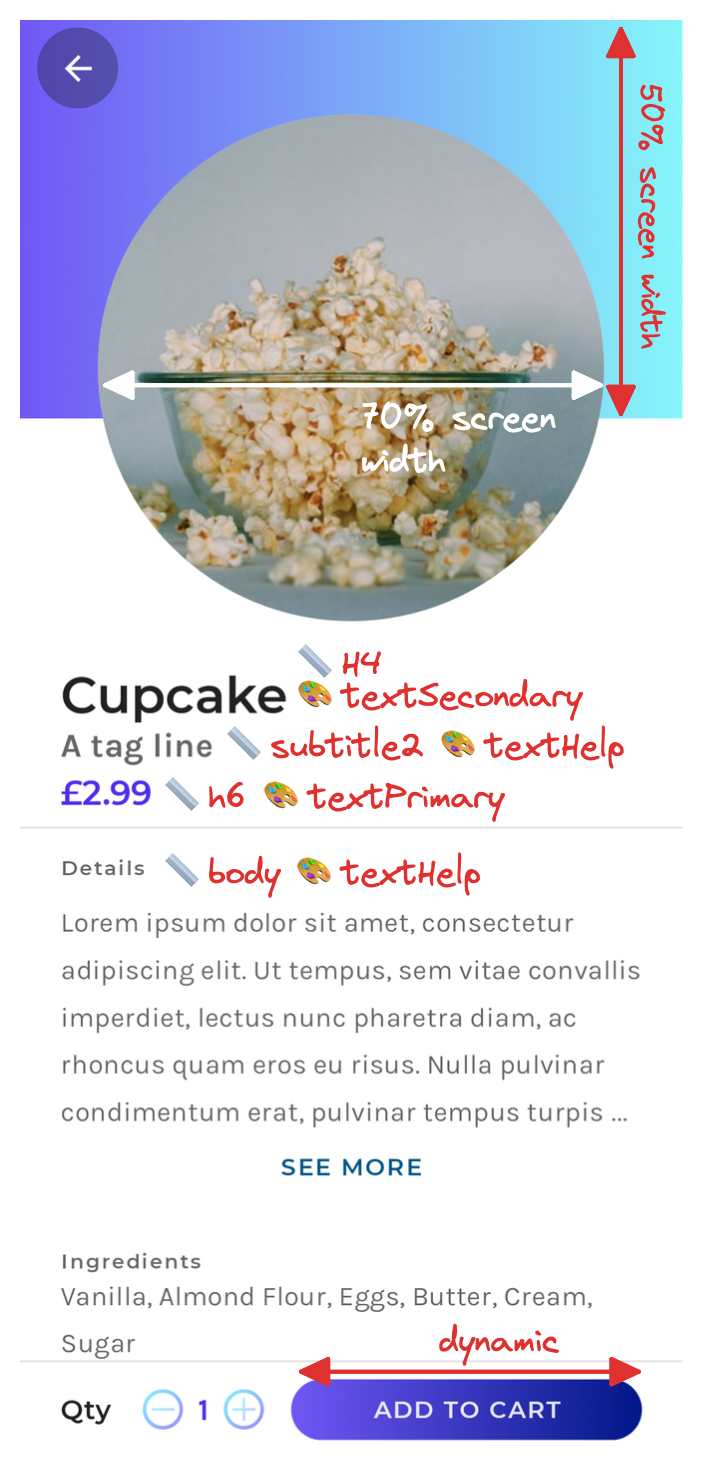 50% screen width
70% screen
width
H4
Cupcake textSecondary
A tag line subtitle2 textHelp
£2.99 h6 textPrimary
Details body textHelp
Lorem ipsum dolor sit amet, consectetur
adipiscing elit. Ut tempus, sem vitae convallis
imperdiet, lectus nunc pharetra diam, ac
rhoncus quam eros eu risus. Nulla pulvinar
condimentum erat, pulvinar tempus turpis ...
SEE MORE
Ingredients
Vanilla, Almond Flour, Eggs, Butter, Cream,
Sugar
dynamic
Qty 1 ADD TO CART